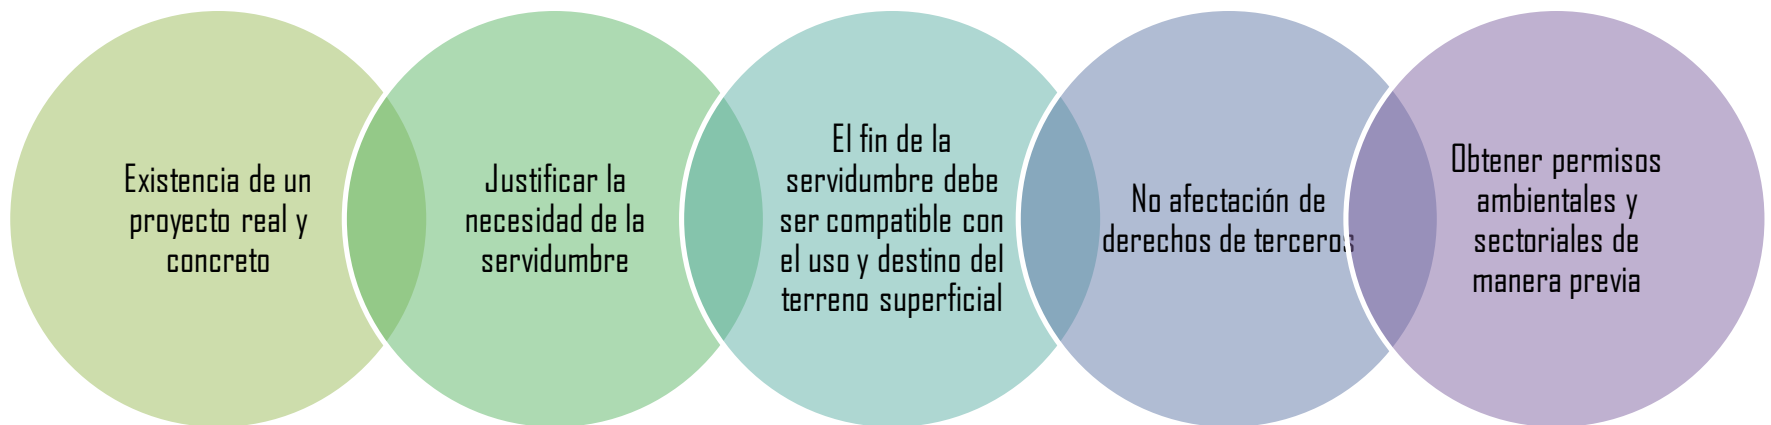 Existencia de un
proyecto real y
concreto
Justificar la
necesidad de la
servidumbre
El fin de la
servidumbre debe
ser compatible con
el uso y destino del
terreno superficial
No afectación de
derechos de terceros
Obtener permisos
ambientales y
sectoriales de
manera previa